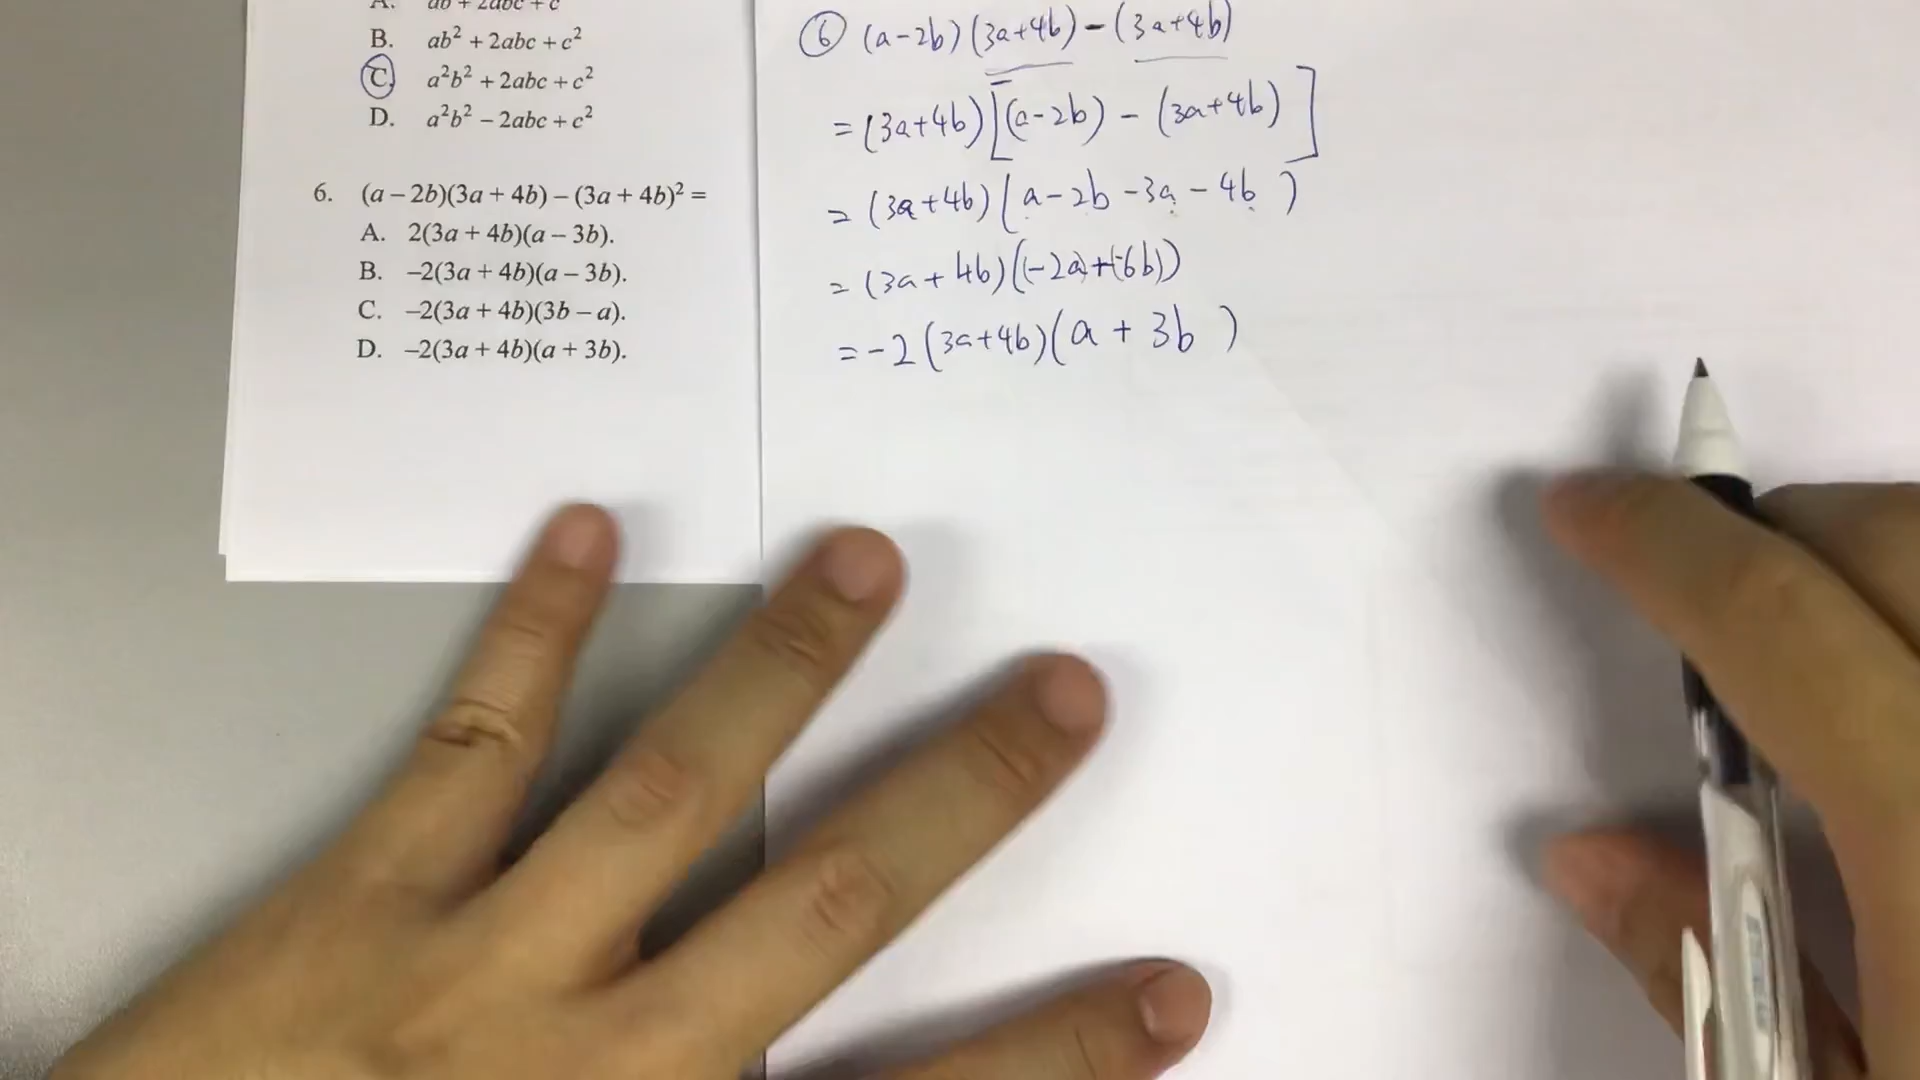 A. ab + 2abc + c
B. ab² + 2abc + c²
C. a²b² + 2abc + c²
D. a²b² – 2abc + c²
6. (a – 2b)(3a + 4b) – (3a + 4b)² =
A. 2(3a + 4b)(a – 3b).
B. –2(3a + 4b)(a – 3b).
C. –2(3a + 4b)(3b – a).
D. –2(3a + 4b)(a + 3b).
⑥ (a-2b)(3a+4b)-(3a+4b)
=(3a+4b)[(a-2b)-(3a+4b)]
=(3a+4b)(a-2b-3a-4b)
=(3a+4b)((-2a)+(-6b))
=-2(3a+4b)(a+3b)